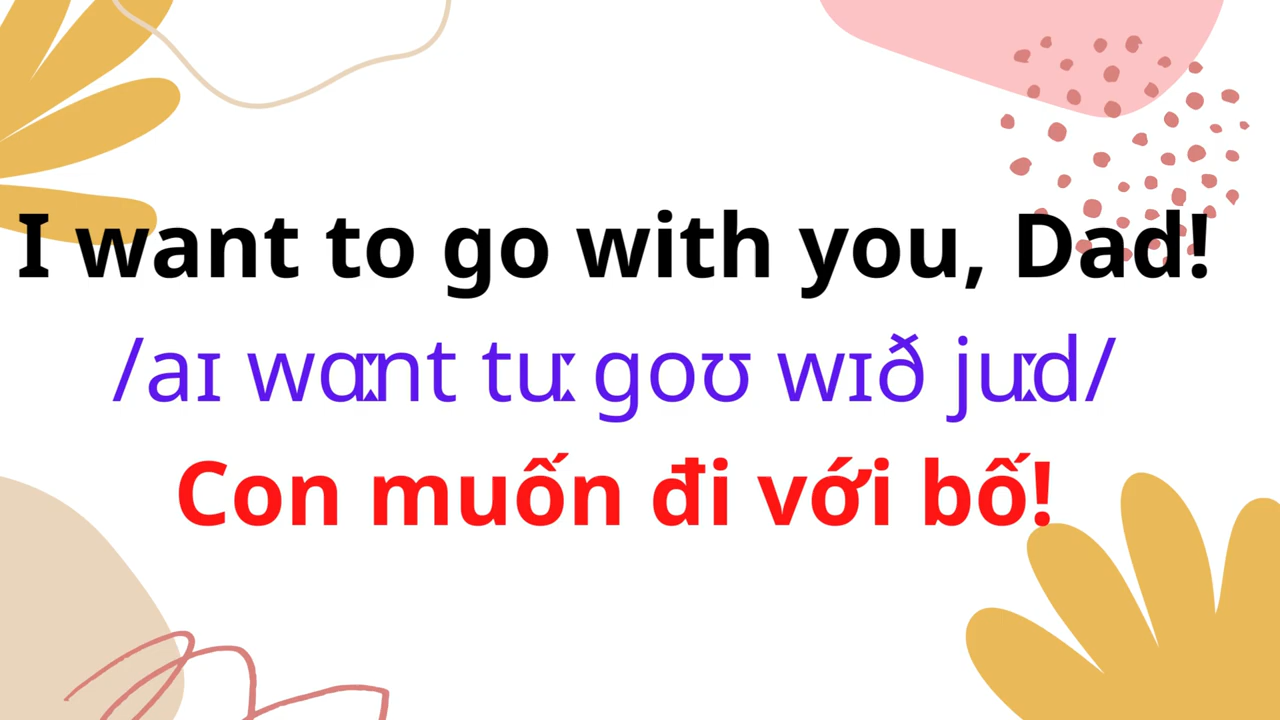 I want to go with you, Dad!
/aɪ wɑːnt tuː goʊ wɪð juːd/
Con muốn đi với bố!